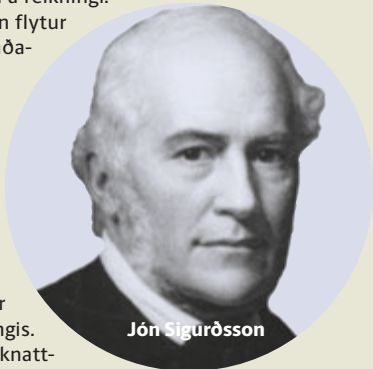 á reikningi.
n flytur
ða-
r
ngis.
knatt-
Jón Sigurðsson